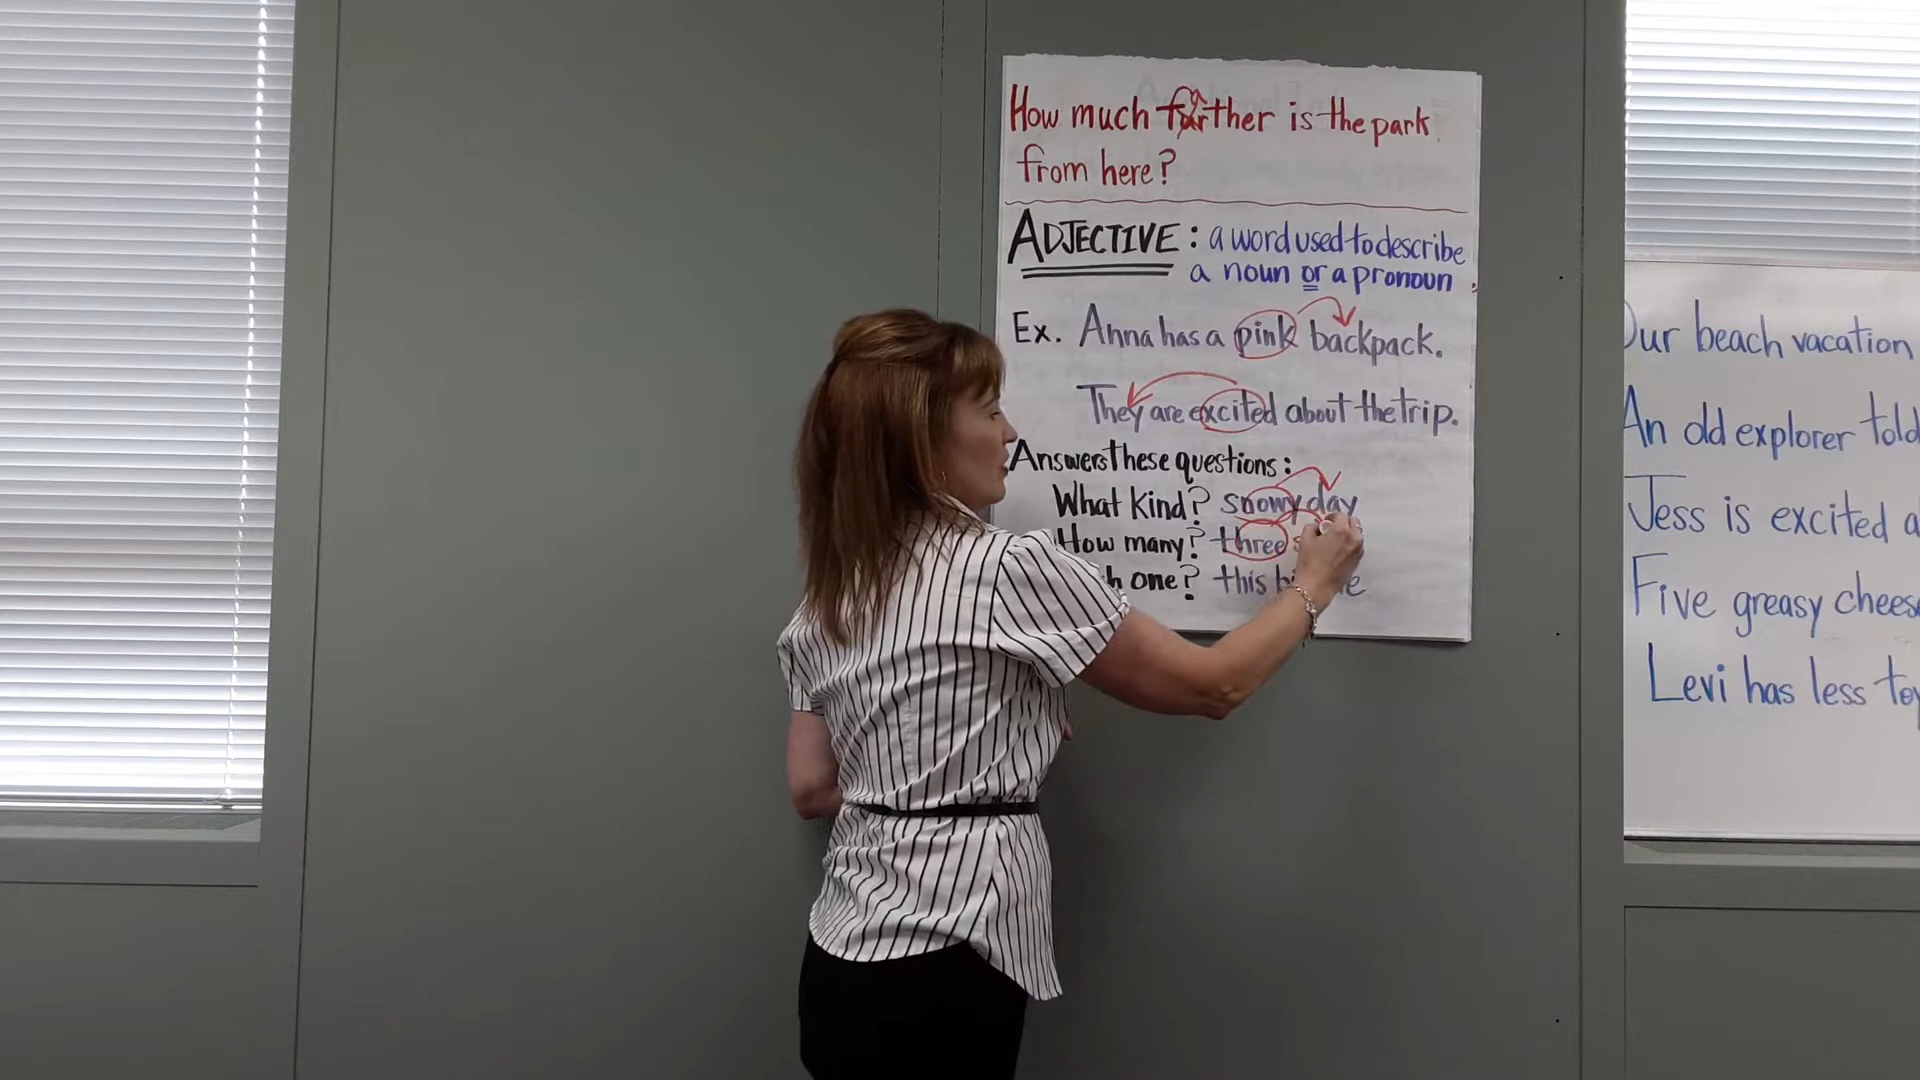 How much farther is the park
from here?
ADJECTIVE: a word used to describe
a noun or a pronoun
Ex. Anna has a pink backpack.
They are excited about the trip.
Answers these questions:
What kind? snowy day
How many? three
one? this
Our beach vacation
An old explorer told
Jess is excited
Five greasy
Levi has less